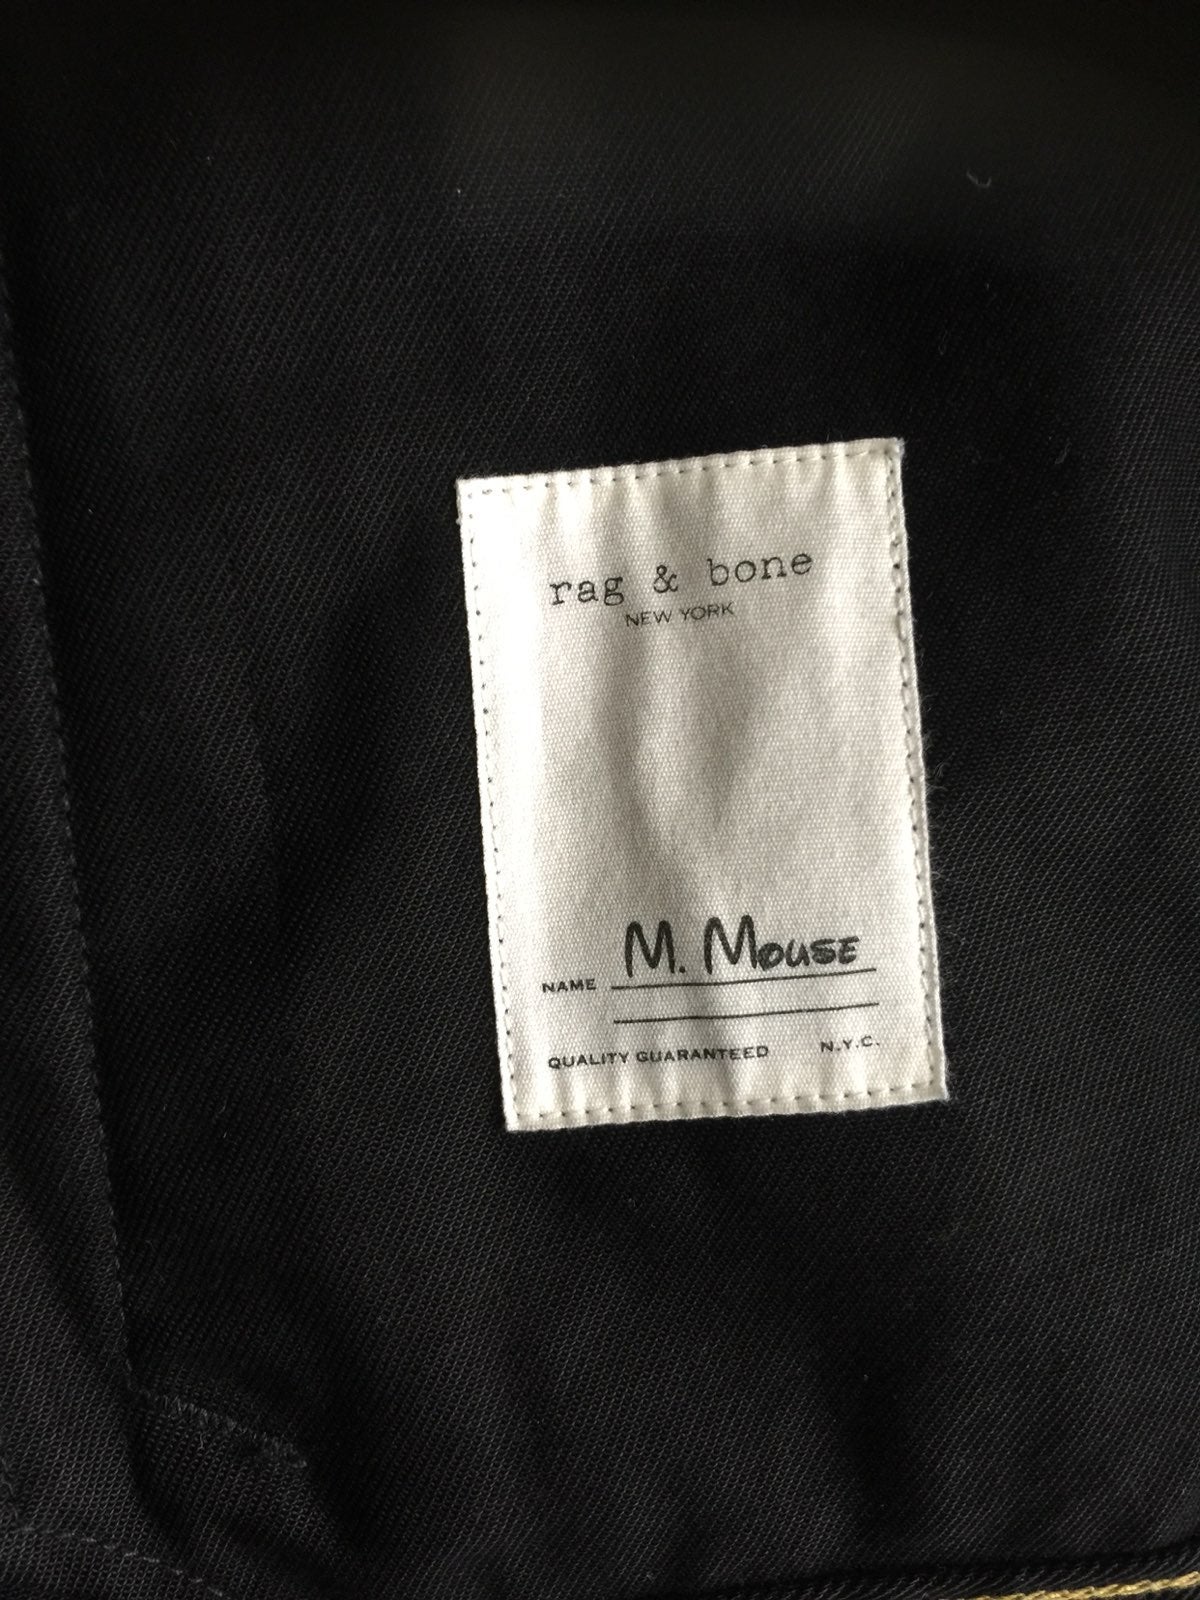 rag & bone
NEW YORK
NAME M. MOUSE
QUALITY GUARANTEED N.Y.C.